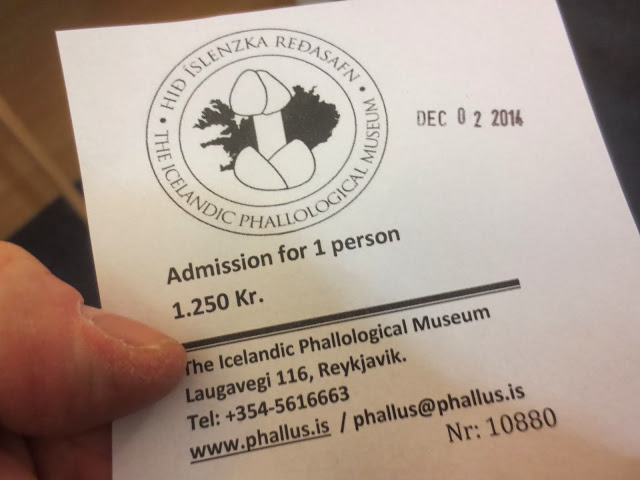 HIÐ ÍSLENZKA REÐASAFN
THE ICELANDIC PHALLOLOGICAL MUSEUM
DEC 02 2014
Admission for 1 person
1.250 Kr.
The Icelandic Phallological Museum
Laugavegi 116, Reykjavik.
Tel: +354-5616663
www.phallus.is / phallus@phallus.is
Nr: 10880